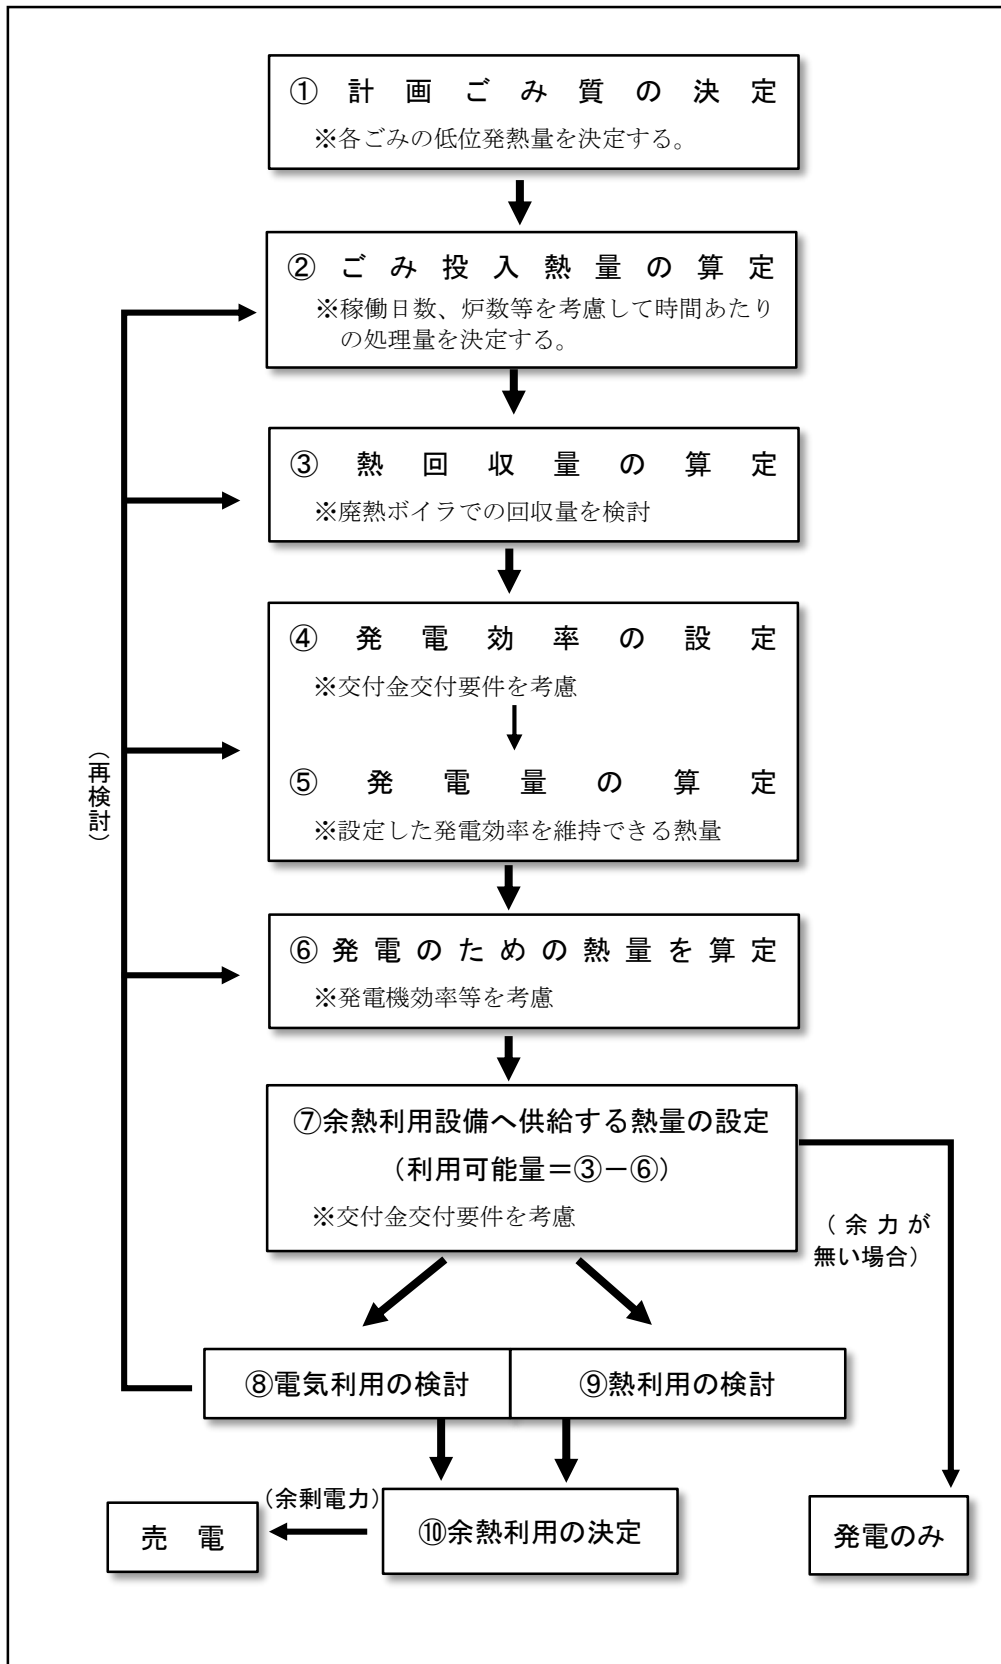 ①計画ごみ質の決定
※各ごみの低位発熱量を決定する。
②ごみ投入熱量の算定
※稼働日数、炉数等を考慮して時間あたり
の処理量を決定する。
③熱回収量の算定
※廃熱ボイラでの回収量を検討
④発電効率の設定
※交付金交付要件を考慮
⑤発電量の算定
※設定した発電効率を維持できる熱量
（再検討）
⑥発電のための熱量を算定
※発電機効率等を考慮
⑦余熱利用設備へ供給する熱量の設定
（利用可能量＝③－⑥）
※交付金交付要件を考慮
（余力が
無い場合）
⑧電気利用の検討
⑨熱利用の検討
（余剰電力）
売電
⑩余熱利用の決定
発電のみ